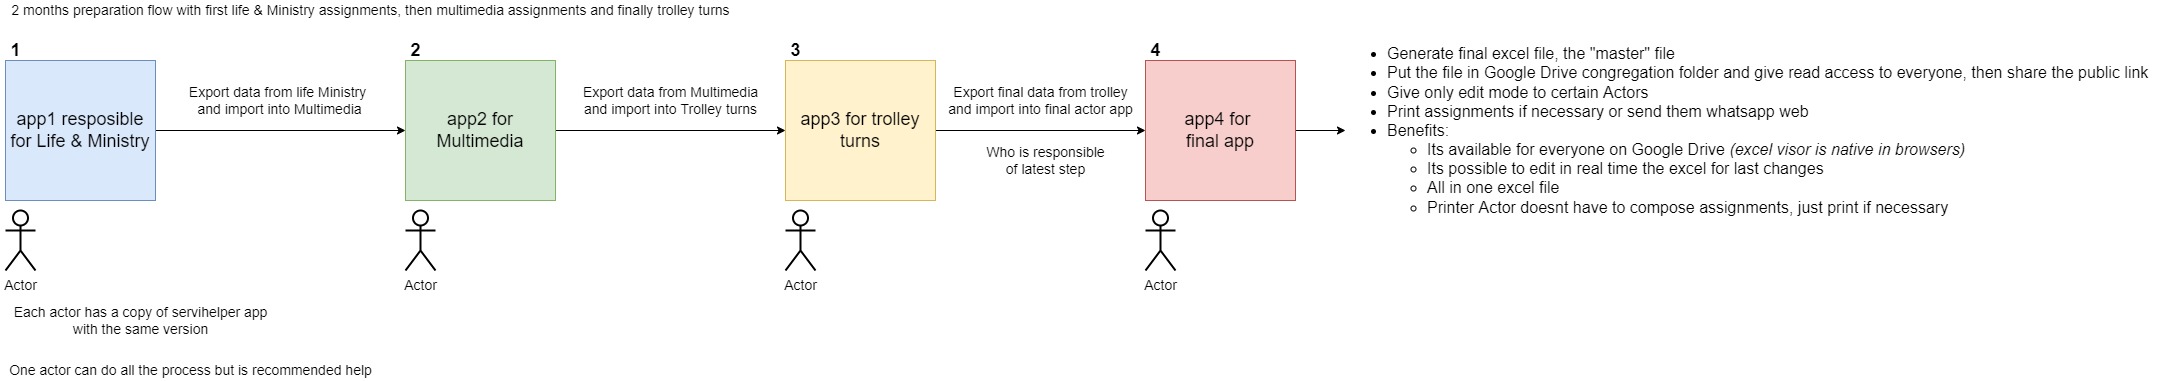 2 months preparation flow with first life & Ministry assignments, then multimedia assignments and finally trolley turns
1
app1 resposible
for Life & Ministry
Actor
Each actor has a copy of servihelper app
with the same version
One actor can do all the process but is recommended help
Export data from life Ministry
and import into Multimedia
2
app2 for
Multimedia
Actor
Export data from Multimedia
and import into Trolley turns
3
app3 for trolley
turns
Actor
Export final data from trolley
and import into final actor app
Who is responsible
of latest step
4
app4 for
final app
Actor
• Generate final excel file, the "master" file
• Put the file in Google Drive congregation folder and give read access to everyone, then share the public link
• Give only edit mode to certain Actors
• Print assignments if necessary or send them whatsapp web
• Benefits:
◦ Its available for everyone on Google Drive (excel visor is native in browsers)
◦ Its possible to edit in real time the excel for last changes
◦ All in one excel file
◦ Printer Actor doesnt have to compose assignments, just print if necessary